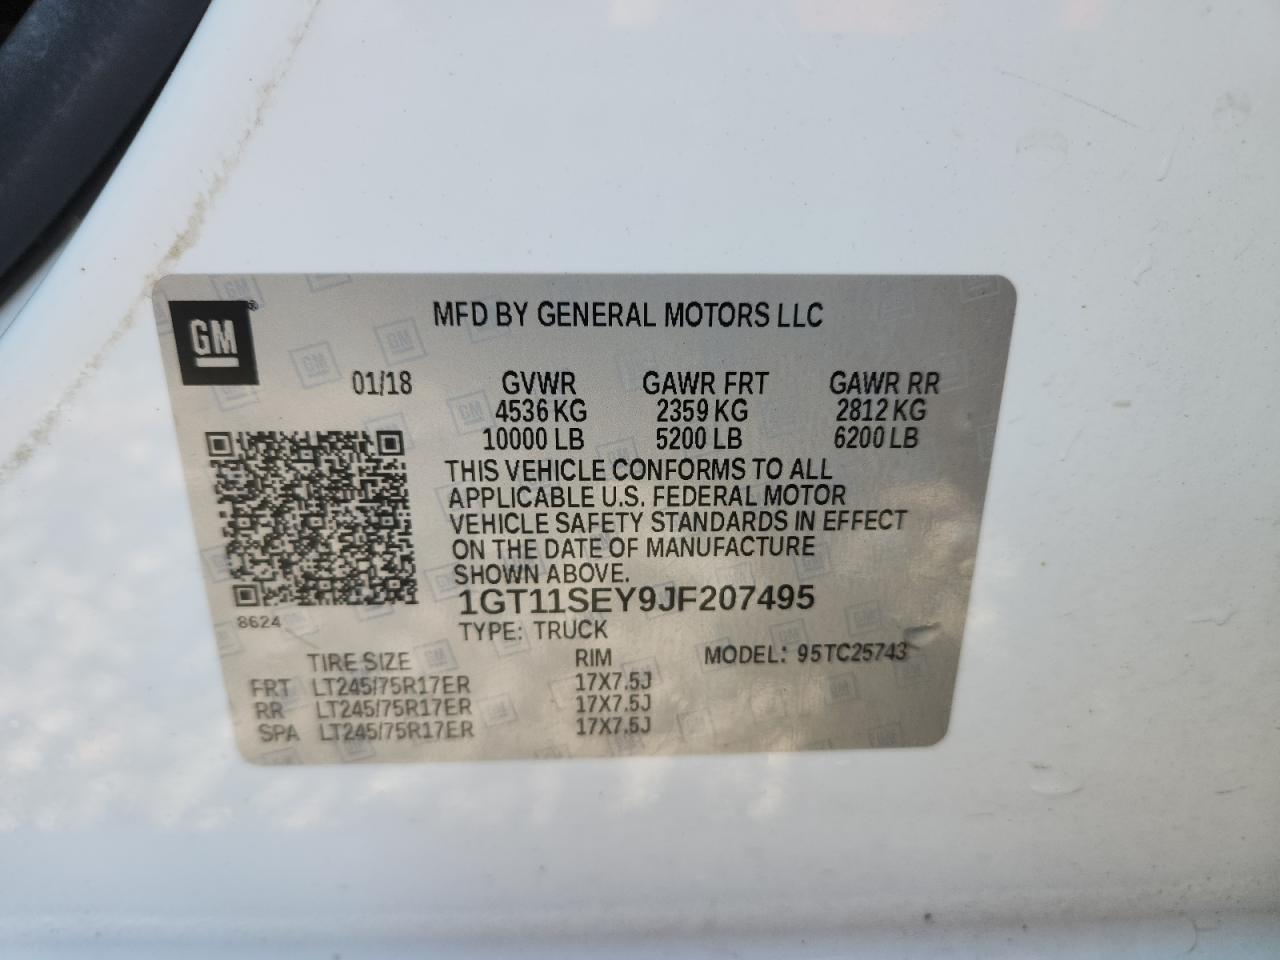 GM®
MFD BY GENERAL MOTORS LLC
01/18 GVWR GAWR FRT GAWR RR
4536 KG 2359 KG 2812 KG
10000 LB 5200 LB 6200 LB
THIS VEHICLE CONFORMS TO ALL
APPLICABLE U.S. FEDERAL MOTOR
VEHICLE SAFETY STANDARDS IN EFFECT
ON THE DATE OF MANUFACTURE
SHOWN ABOVE.
1GT11SEY9JF207495
8624
TYPE: TRUCK
MODEL: 95TC25743
TIRE SIZE RIM
FRT LT245/75R17ER 17X7.5J
RR LT245/75R17ER 17X7.5J
SPA LT245/75R17ER 17X7.5J